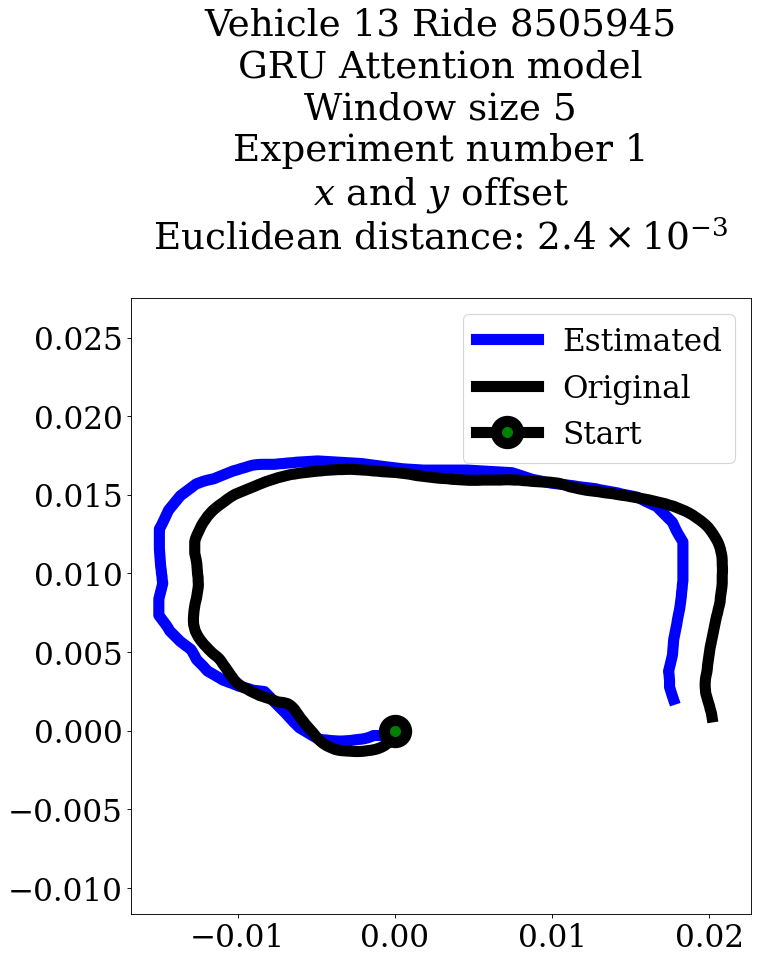 Vehicle 13 Ride 8505945
GRU Attention model
Window size 5
Experiment number 1
x and y offset
Euclidean distance: 2.4 × 10⁻³
Estimated
Original
Start
0.025
0.020
0.015
0.010
0.005
0.000
−0.005
−0.010
−0.01
0.00
0.01
0.02